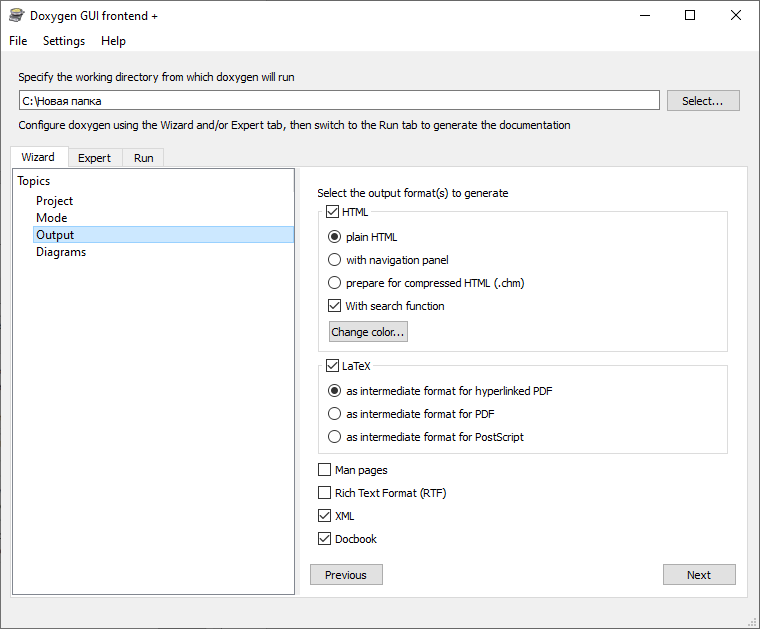 Doxygen GUI frontend +
File Settings Help
Specify the working directory from which doxygen will run
C:\Новая папка
Select...
Configure doxygen using the Wizard and/or Expert tab, then switch to the Run tab to generate the documentation
Wizard Expert Run
Topics
Project
Mode
Output
Diagrams
Select the output format(s) to generate
HTML
plain HTML
with navigation panel
prepare for compressed HTML (.chm)
With search function
Change color...
LaTeX
as intermediate format for hyperlinked PDF
as intermediate format for PDF
as intermediate format for PostScript
Man pages
Rich Text Format (RTF)
XML
Docbook
Previous
Next